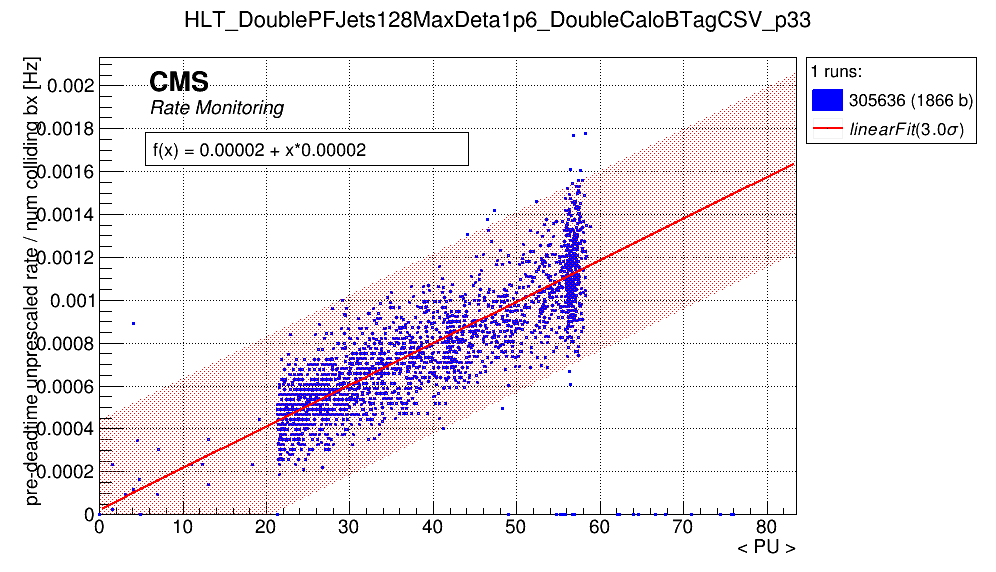 HLT_DoublePFJets128MaxDeta1p6_DoubleCaloBTagCSV_p33
pre-deadtime unprescaled rate / num colliding bx [Hz]
CMS
Rate Monitoring
f(x) = 0.00002 + x*0.00002
0.002
0.0018
0.0016
0.0014
0.0012
0.001
0.0008
0.0006
0.0004
0.0002
0
0 10 20 30 40 50 60 70 80
< PU >
1 runs:
305636 (1866 b)
linearFit(3.0σ)